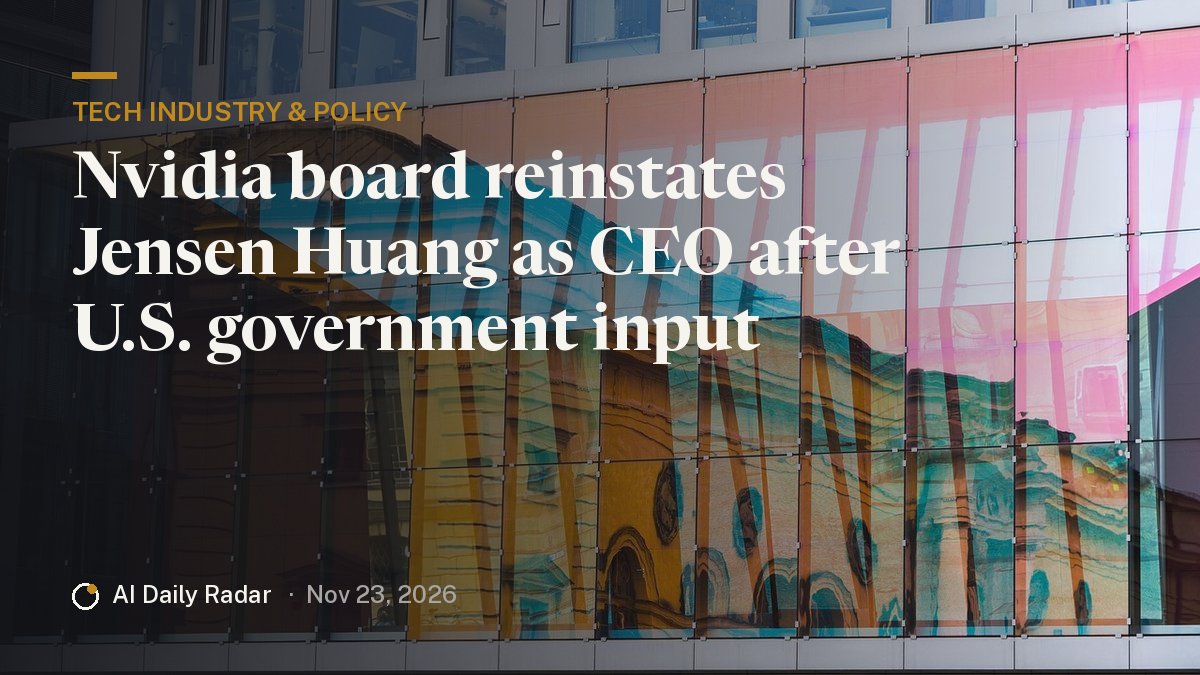 TECH INDUSTRY & POLICY
Nvidia board reinstates
Jensen Huang as CEO after
U.S. government input
AI Daily Radar · Nov 23, 2026